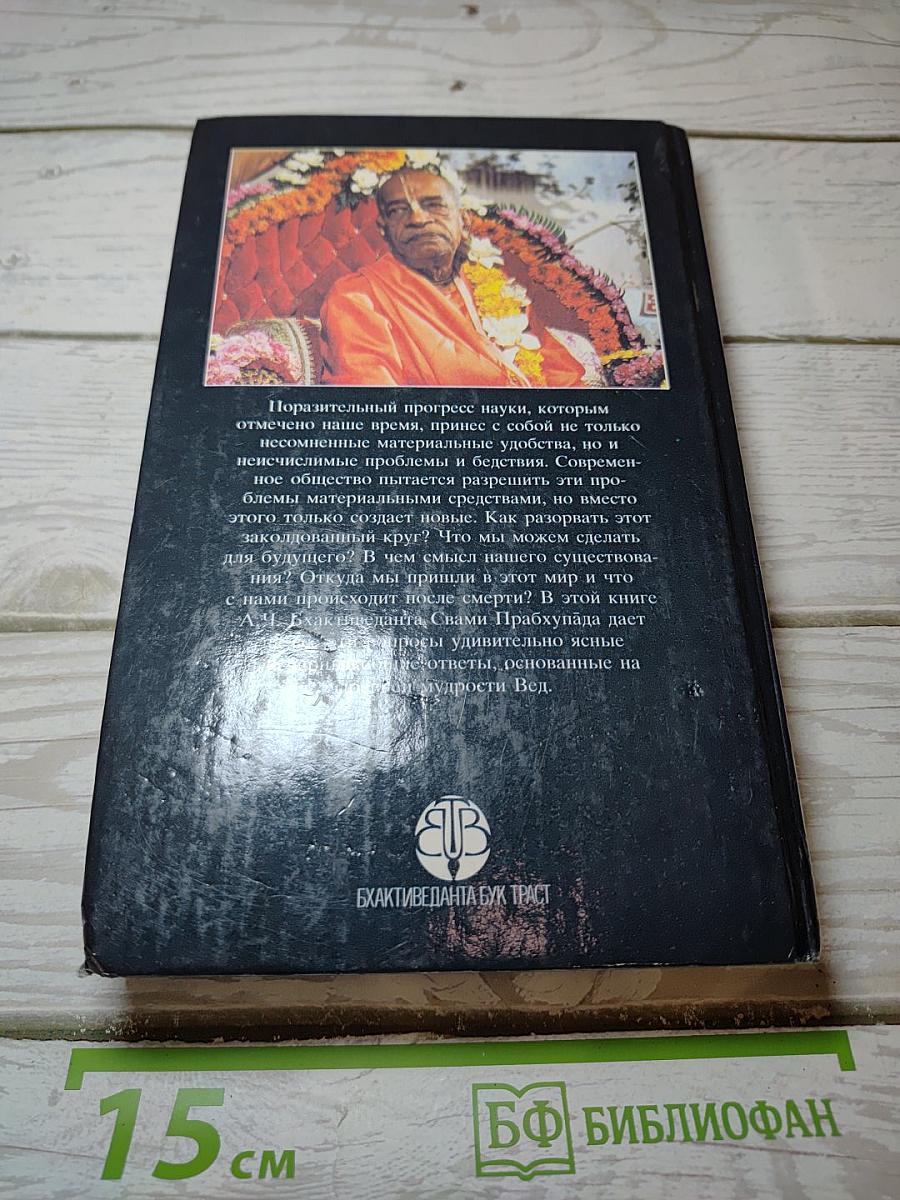 Поразительный прогресс науки, которым
отмечено наше время, принес с собой не только
несомненные материальные удобства, но и
неисчислимые проблемы и бедствия. Современ-
ное общество пытается разрешить эти про-
блемы материальными средствами, но вместо
этого только создает новые. Как разорвать этот
заколдованный круг? Что мы можем сделать
для будущего? В чем смысл нашего существова-
ния? Откуда мы пришли в этот мир и что
с нами происходит после смерти? В этой книге
А.Ч. Бхактиведанта Свами Прабхупāда дает
вопросы удивительно ясные
ответы, основанные на
мудрости Вед.
БХАКТИВЕДАНТА БУК ТРАСТ
15 см
БФ БИБЛИОФАН